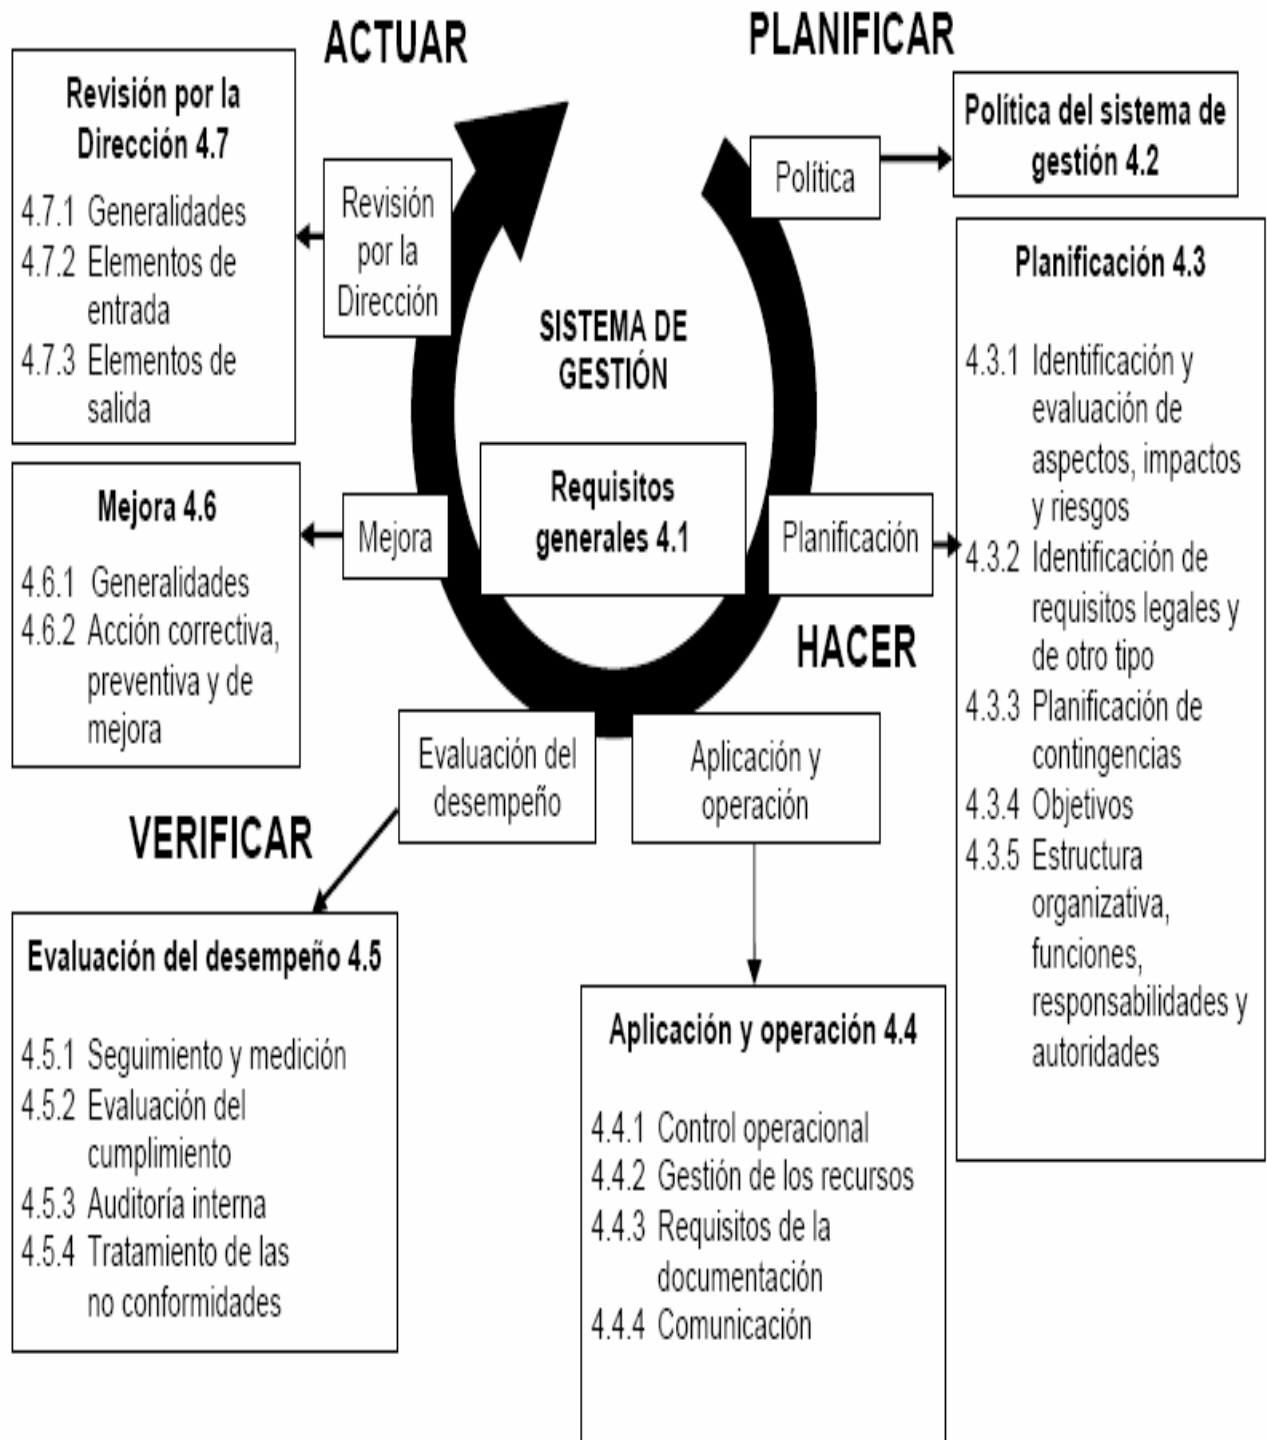 ACTUAR
PLANIFICAR
Revisión por la
Dirección 4.7
4.7.1 Generalidades
4.7.2 Elementos de
entrada
4.7.3 Elementos de
salida
Revisión
por la
Dirección
Política
Política del sistema de
gestión 4.2
SISTEMA DE
GESTIÓN
Requisitos
generales 4.1
Planificación 4.3
4.3.1 Identificación y
evaluación de
aspectos, impactos
y riesgos
4.3.2 Identificación de
requisitos legales y
de otro tipo
4.3.3 Planificación de
contingencias
4.3.4 Objetivos
4.3.5 Estructura
organizativa,
funciones,
responsabilidades y
autoridades
Mejora 4.6
4.6.1 Generalidades
4.6.2 Acción correctiva,
preventiva y de
mejora
Mejora
Planificación
HACER
Evaluación del
desempeño
Aplicación y
operación
VERIFICAR
Evaluación del desempeño 4.5
4.5.1 Seguimiento y medición
4.5.2 Evaluación del
cumplimiento
4.5.3 Auditoría interna
4.5.4 Tratamiento de las
no conformidades
Aplicación y operación 4.4
4.4.1 Control operacional
4.4.2 Gestión de los recursos
4.4.3 Requisitos de la
documentación
4.4.4 Comunicación